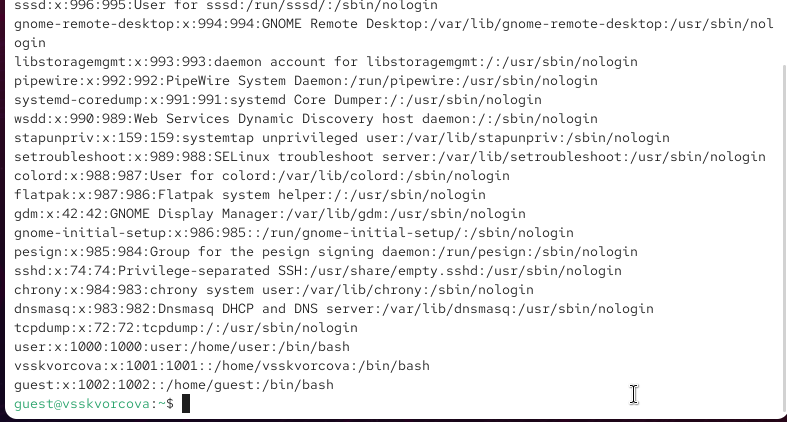 sssd:x:996:995:User for sssd:/run/sssd/:/sbin/nologin
gnome-remote-desktop:x:994:994:GNOME Remote Desktop:/var/lib/gnome-remote-desktop:/usr/sbin/nol
ogin
libstoragemgmt:x:993:993:daemon account for libstoragemgmt:/:/usr/sbin/nologin
pipewire:x:992:992:PipeWire System Daemon:/run/pipewire:/usr/sbin/nologin
systemd-coredump:x:991:991:systemd Core Dumper:/:/usr/sbin/nologin
wsdd:x:990:989:Web Services Dynamic Discovery host daemon:/:/sbin/nologin
stapunpriv:x:159:159:systemtap unprivileged user:/var/lib/stapunpriv:/sbin/nologin
setroubleshoot:x:989:988:SELinux troubleshoot server:/var/lib/setroubleshoot:/usr/sbin/nologin
colord:x:988:987:User for colord:/var/lib/colord:/sbin/nologin
flatpak:x:987:986:Flatpak system helper:/:/usr/sbin/nologin
gdm:x:42:42:GNOME Display Manager:/var/lib/gdm:/usr/sbin/nologin
gnome-initial-setup:x:986:985::/run/gnome-initial-setup/:/sbin/nologin
pesign:x:985:984:Group for the pesign signing daemon:/run/pesign:/sbin/nologin
sshd:x:74:74:Privilege-separated SSH:/usr/share/empty.sshd:/usr/sbin/nologin
chrony:x:984:983:chrony system user:/var/lib/chrony:/sbin/nologin
dnsmasq:x:983:982:Dnsmasq DHCP and DNS server:/var/lib/dnsmasq:/usr/sbin/nologin
tcpdump:x:72:72:tcpdump:/:/usr/sbin/nologin
user:x:1000:1000:user:/home/user:/bin/bash
vsskvorcova:x:1001:1001::/home/vsskvorcova:/bin/bash
guest:x:1002:1002::/home/guest:/bin/bash
guest@vsskvorcova:~$